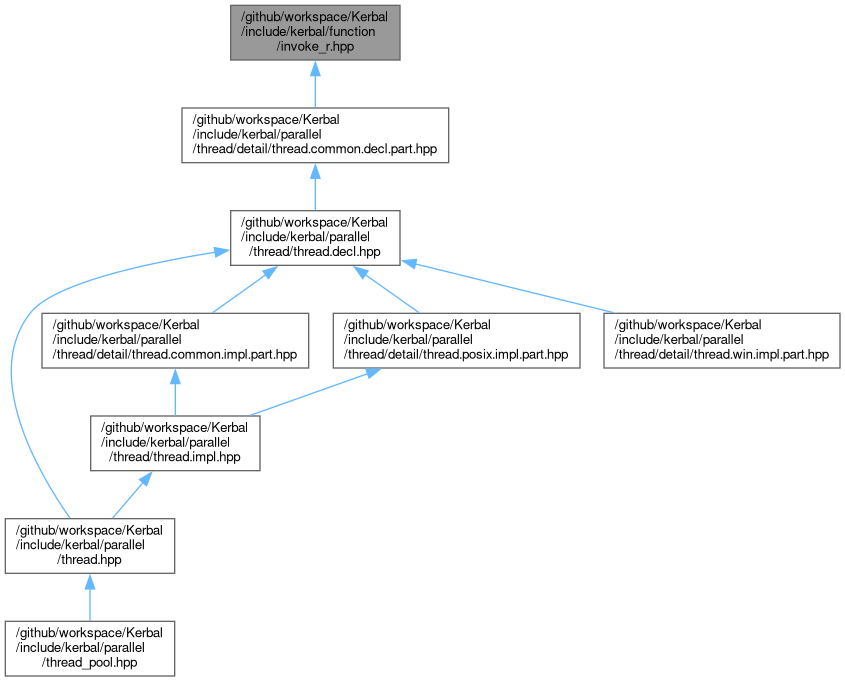 /github/workspace/Kerbal
/include/kerbal/function
/invoke_r.hpp
/github/workspace/Kerbal
/include/kerbal/parallel
/thread/detail/thread.common.decl.part.hpp
/github/workspace/Kerbal
/include/kerbal/parallel
/thread/thread.decl.hpp
/github/workspace/Kerbal
/include/kerbal/parallel
/thread/detail/thread.common.impl.part.hpp
/github/workspace/Kerbal
/include/kerbal/parallel
/thread/detail/thread.posix.impl.part.hpp
/github/workspace/Kerbal
/include/kerbal/parallel
/thread/detail/thread.win.impl.part.hpp
/github/workspace/Kerbal
/include/kerbal/parallel
/thread/thread.impl.hpp
/github/workspace/Kerbal
/include/kerbal/parallel
/thread.hpp
/github/workspace/Kerbal
/include/kerbal/parallel
/thread_pool.hpp